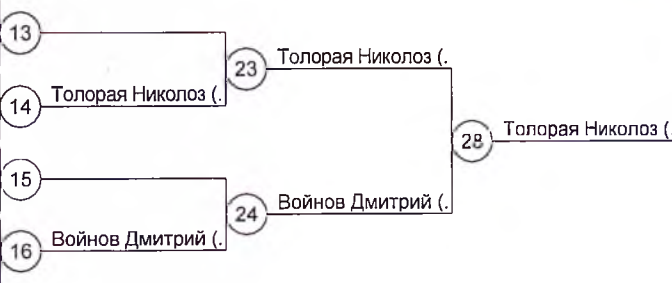 13
Толорая Николоз (.
23
14
Толорая Николоз (.
Толорая Николоз (.
28
15
Войнов Дмитрий (.
24
16
Войнов Дмитрий (.